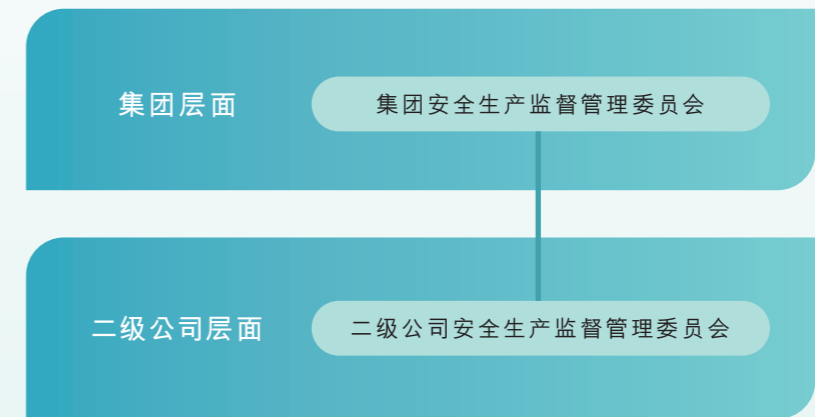 集团层面
集团安全生产监督管理委员会
二级公司层面
二级公司安全生产监督管理委员会